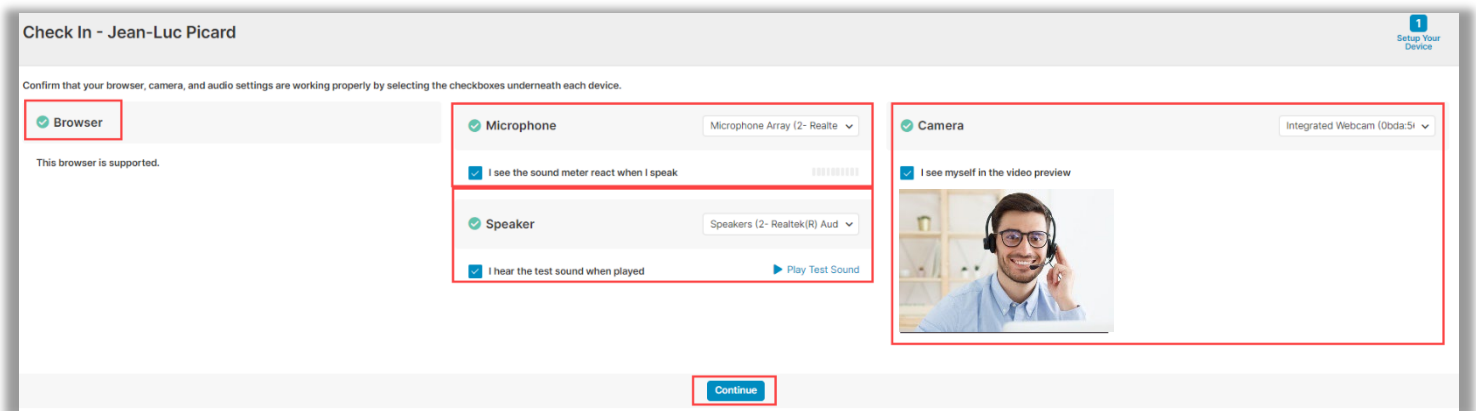 Check In - Jean-Luc Picard
1
Setup Your
Device
Confirm that your browser, camera, and audio settings are working properly by selecting the checkboxes underneath each device.
Browser
This browser is supported.
Microphone
Microphone Array (2- Realte
I see the sound meter react when I speak
Speaker
Speakers (2- Realtek(R) Aud
I hear the test sound when played
Play Test Sound
Camera
Integrated Webcam (0bda:5
I see myself in the video preview
Continue